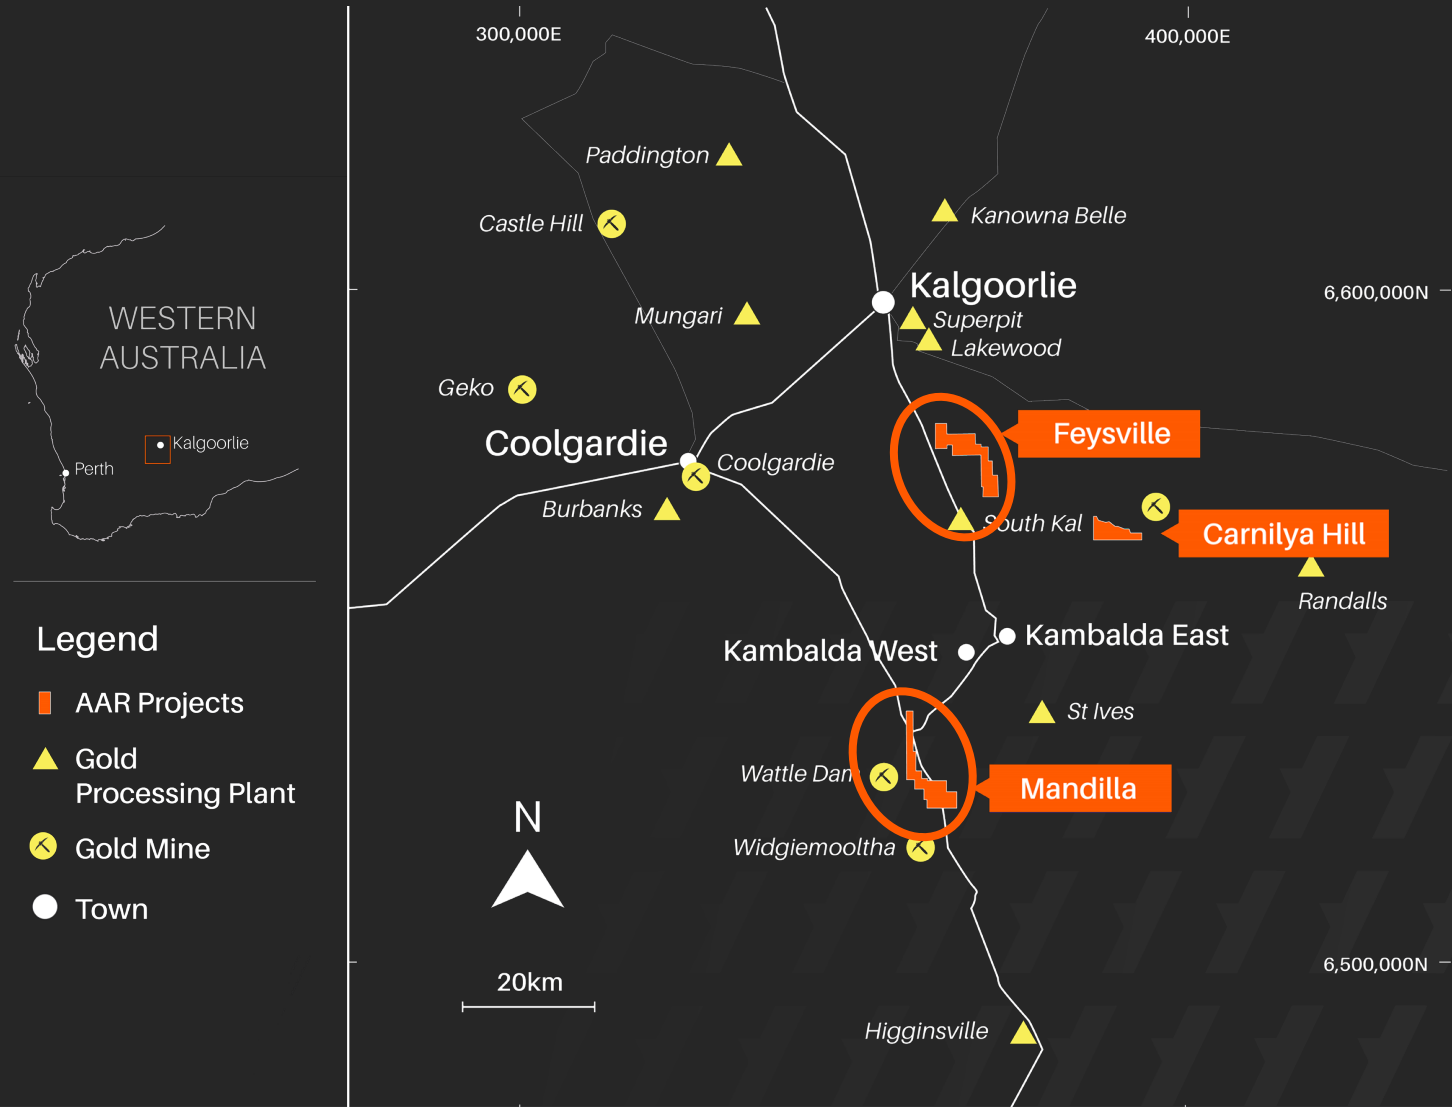 300,000E
400,000E
Paddington
Castle Hill
Kanowna Belle
Kalgoorlie
6,600,000N
Mungari
Superpit
Lakewood
WESTERN
AUSTRALIA
Geko
Kalgoorlie
Perth
Coolgardie
Coolgardie
Feysville
Burbanks
South Kal
Carnilya Hill
Randalls
Legend
AAR Projects
Gold
Processing Plant
Gold Mine
Town
Kambalda West
Kambalda East
St Ives
Wattle Dam
Mandilla
N
Widgiemooltha
6,500,000N
20km
Higginsville